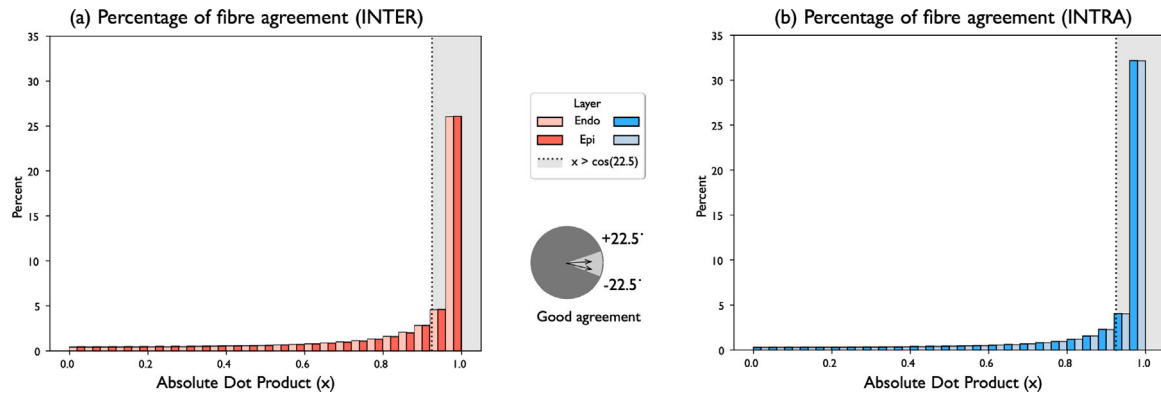 (a) Percentage of fibre agreement (INTER)
35
30
25
20
15
10
5
0
Percent
0.0 0.2 0.4 0.6 0.8 1.0
Absolute Dot Product (x)
Layer
Endo
Epi
x > cos(22.5)
+22.5°
-22.5°
Good agreement
(b) Percentage of fibre agreement (INTRA)
35
30
25
20
15
10
5
0
Percent
0.0 0.2 0.4 0.6 0.8 1.0
Absolute Dot Product (x)